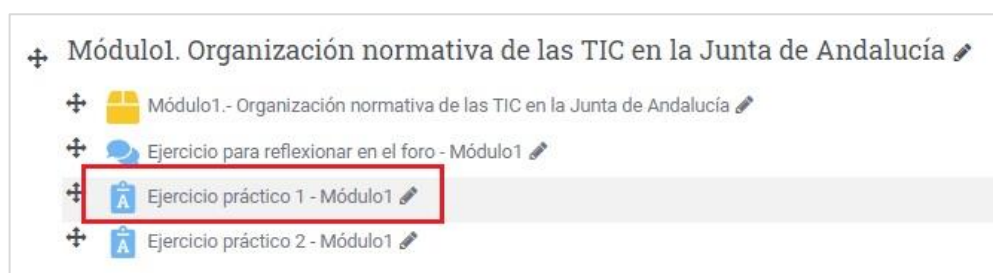 Módulo1. Organización normativa de las TIC en la Junta de Andalucía
Módulo1.- Organización normativa de las TIC en la Junta de Andalucía
Ejercicio para reflexionar en el foro - Módulo1
A Ejercicio práctico 1 - Módulo1
A Ejercicio práctico 2 - Módulo1